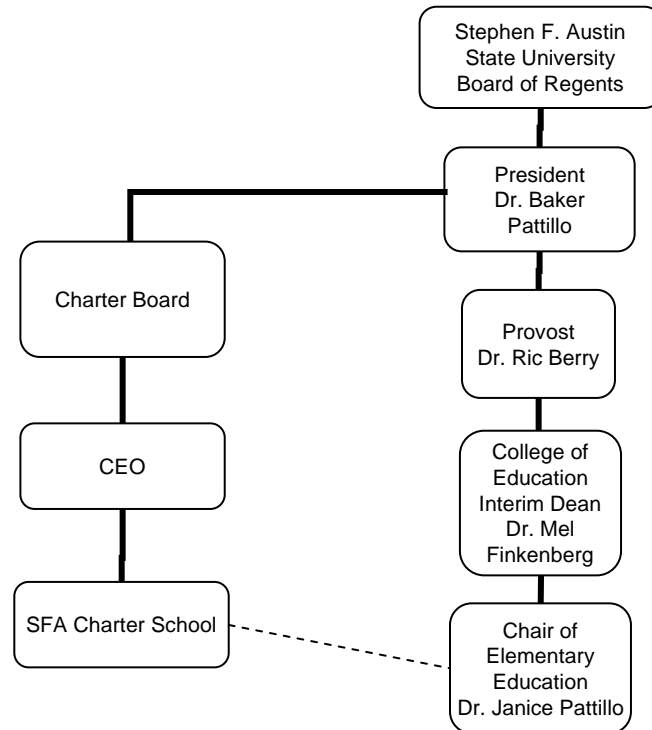 Stephen F. Austin
State University
Board of Regents
President
Dr. Baker
Pattillo
Charter Board
Provost
Dr. Ric Berry
CEO
College of
Education
Interim Dean
Dr. Mel
Finkenberg
SFA Charter School
Chair of
Elementary
Education
Dr. Janice Pattillo